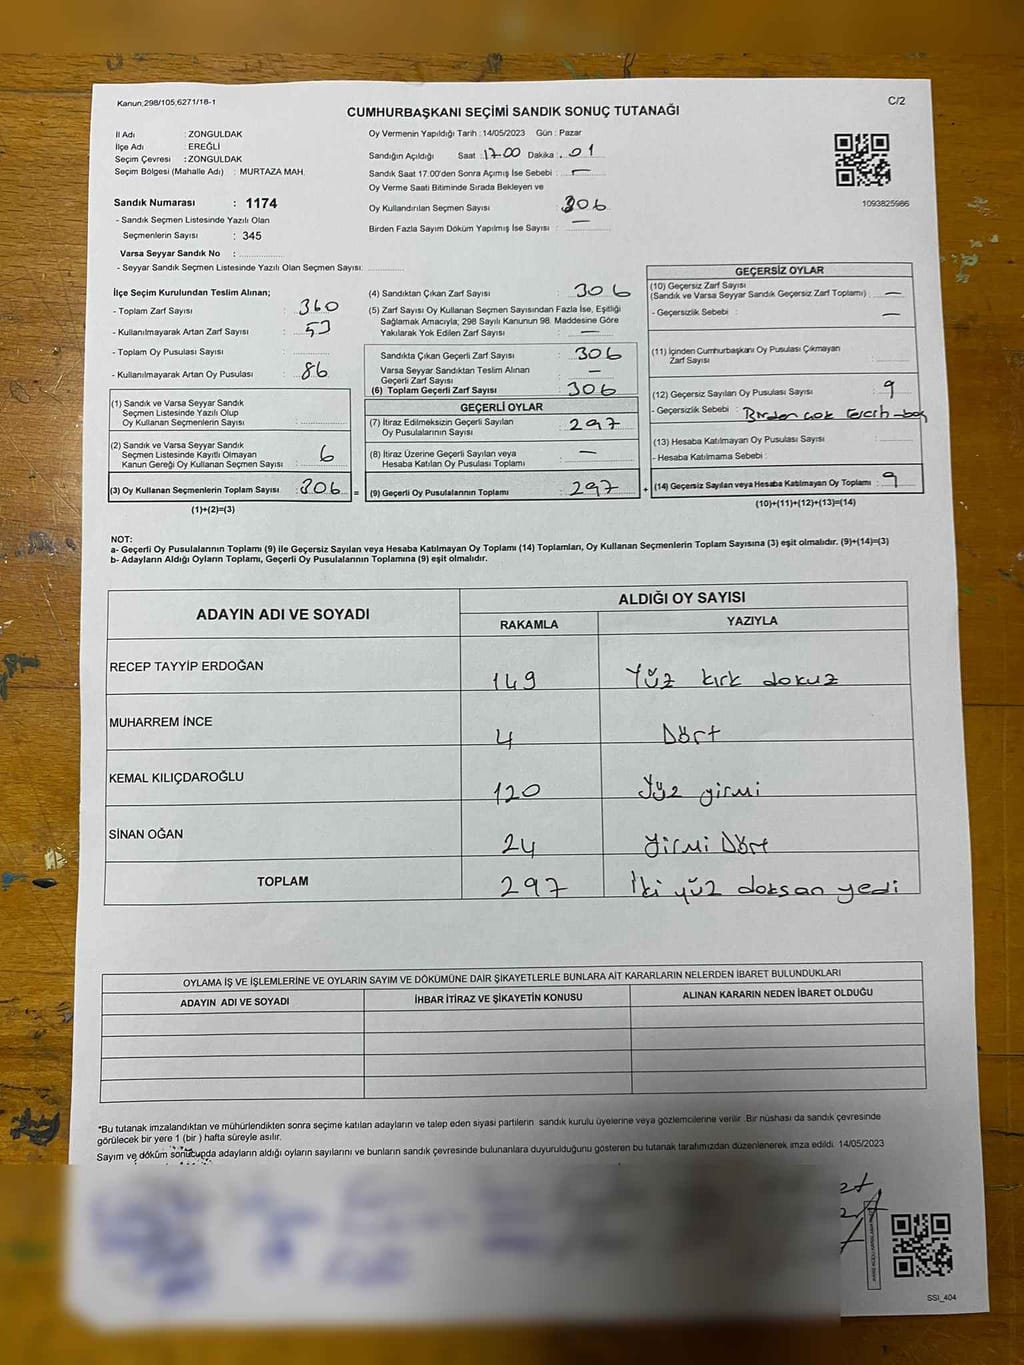 Kanun,298/105,6271/18-1
C/2
CUMHURBAŞKANI SEÇİMİ SANDIK SONUÇ TUTANAĞI
İl Adı : ZONGULDAK
İlçe Adı : EREĞLİ
Seçim Çevresi : ZONGULDAK
Seçim Bölgesi (Mahalle Adı) : MURTAZA MAH.
Sandık Numarası : 1174
- Sandık Seçmen Listesinde Yazılı Olan
Seçmenlerin Sayısı : 345
Varsa Seyyar Sandık No :
- Seyyar Sandık Seçmen Listesinde Yazılı Olan Seçmen Sayısı:
Oy Vermenin Yapıldığı Tarih : 14/05/2023 Gün : Pazar
Sandığın Açıldığı Saat : 17:00 Dakika : 01
Sandık Saat 17:00'den Sonra Açımış İse Sebebi : —
Oy Verme Saati Bitiminde Sırada Bekleyen ve
Oy Kullandırılan Seçmen Sayısı : 306
Birden Fazla Sayım Döküm Yapılmış İse Sayısı : —
1093825986
İlçe Seçim Kurulundan Teslim Alınan;
- Toplam Zarf Sayısı : 360
- Kullanılmayarak Artan Zarf Sayısı : 53
- Toplam Oy Pusulası Sayısı :
- Kullanılmayarak Artan Oy Pusulası : 86
(1) Sandık ve Varsa Seyyar Sandık
Seçmen Listesinde Yazılı Olup
Oy Kullanan Seçmenlerin Sayısı :
(2) Sandık ve Varsa Seyyar Sandık
Seçmen Listesinde Kayıtlı Olmayan
Kanun Gereği Oy Kullanan Seçmen Sayısı : 6
(3) Oy Kullanan Seçmenlerin Toplam Sayısı : 306 =
(1)+(2)=(3)
(4) Sandıktan Çıkan Zarf Sayısı : 306
(5) Zarf Sayısı Oy Kullanan Seçmen Sayısından Fazla İse, Eşitliği
Sağlamak Amacıyla; 298 Sayılı Kanunun 98. Maddesine Göre
Yakılarak Yok Edilen Zarf Sayısı : —
Sandıkta Çıkan Geçerli Zarf Sayısı : 306
Varsa Seyyar Sandıktan Teslim Alınan
Geçerli Zarf Sayısı : —
(6) Toplam Geçerli Zarf Sayısı : 306
GEÇERLİ OYLAR
(7) İtiraz Edilmeksizin Geçerli Sayılan
Oy Pusulalarının Sayısı : 297
(8) İtiraz Üzerine Geçerli Sayılan veya
Hesaba Katılan Oy Pusulası Toplamı : —
(9) Geçerli Oy Pusulalarının Toplamı : 297 +
GEÇERSİZ OYLAR
(10) Geçersiz Zarf Sayısı
(Sandık ve Varsa Seyyar Sandık Geçersiz Zarf Toplamı) : —
- Geçersizlik Sebebi : —
(11) İçinden Cumhurbaşkanı Oy Pusulası Çıkmayan
Zarf Sayısı :
(12) Geçersiz Sayılan Oy Pusulası Sayısı : 9
- Geçersizlik Sebebi : Birden çok tercih-boş
(13) Hesaba Katılmayan Oy Pusulası Sayısı :
- Hesaba Katılmama Sebebi :
(14) Geçersiz Sayılan veya Hesaba Katılmayan Oy Toplamı : 9
(10)+(11)+(12)+(13)=(14)
NOT:
a- Geçerli Oy Pusulalarının Toplamı (9) ile Geçersiz Sayılan veya Hesaba Katılmayan Oy Toplamı (14) Toplamları, Oy Kullanan Seçmenlerin Toplam Sayısına (3) eşit olmalıdır. (9)+(14)=(3)
b- Adayların Aldığı Oyların Toplamı, Geçerli Oy Pusulalarının Toplamına (9) eşit olmalıdır.
ADAYIN ADI VE SOYADI ALDIĞI OY SAYISI
RAKAMLA YAZIYLA
RECEP TAYYİP ERDOĞAN 149 Yüz kırk dokuz
MUHARREM İNCE 4 Dört
KEMAL KILIÇDAROĞLU 120 Yüz yirmi
SİNAN OĞAN 24 Yirmi Dört
TOPLAM 297 İki yüz doksan yedi
OYLAMA İŞ VE İŞLEMLERİNE VE OYLARIN SAYIM VE DÖKÜMÜNE DAİR ŞİKAYETLERLE BUNLARA AİT KARARLARIN NELERDEN İBARET BULUNDUKLARI
ADAYIN ADI VE SOYADI İHBAR İTİRAZ VE ŞİKAYETİN KONUSU ALINAN KARARIN NEDEN İBARET OLDUĞU
*Bu tutanak imzalandıktan ve mühürlendikten sonra seçime katılan adayların ve talep eden siyasi partilerin sandık kurulu üyelerine veya gözlemcilerine verilir. Bir nüshası da sandık çevresinde
görülecek bir yere 1 (bir ) hafta süreyle asılır.
Sayım ve döküm sonucunda adayların aldığı oyların sayılarını ve bunların sandık çevresinde bulunanlara duyurulduğunu gösteren bu tutanak tarafımızdan düzenlenerek imza edildi. 14/05/2023
SSI_404